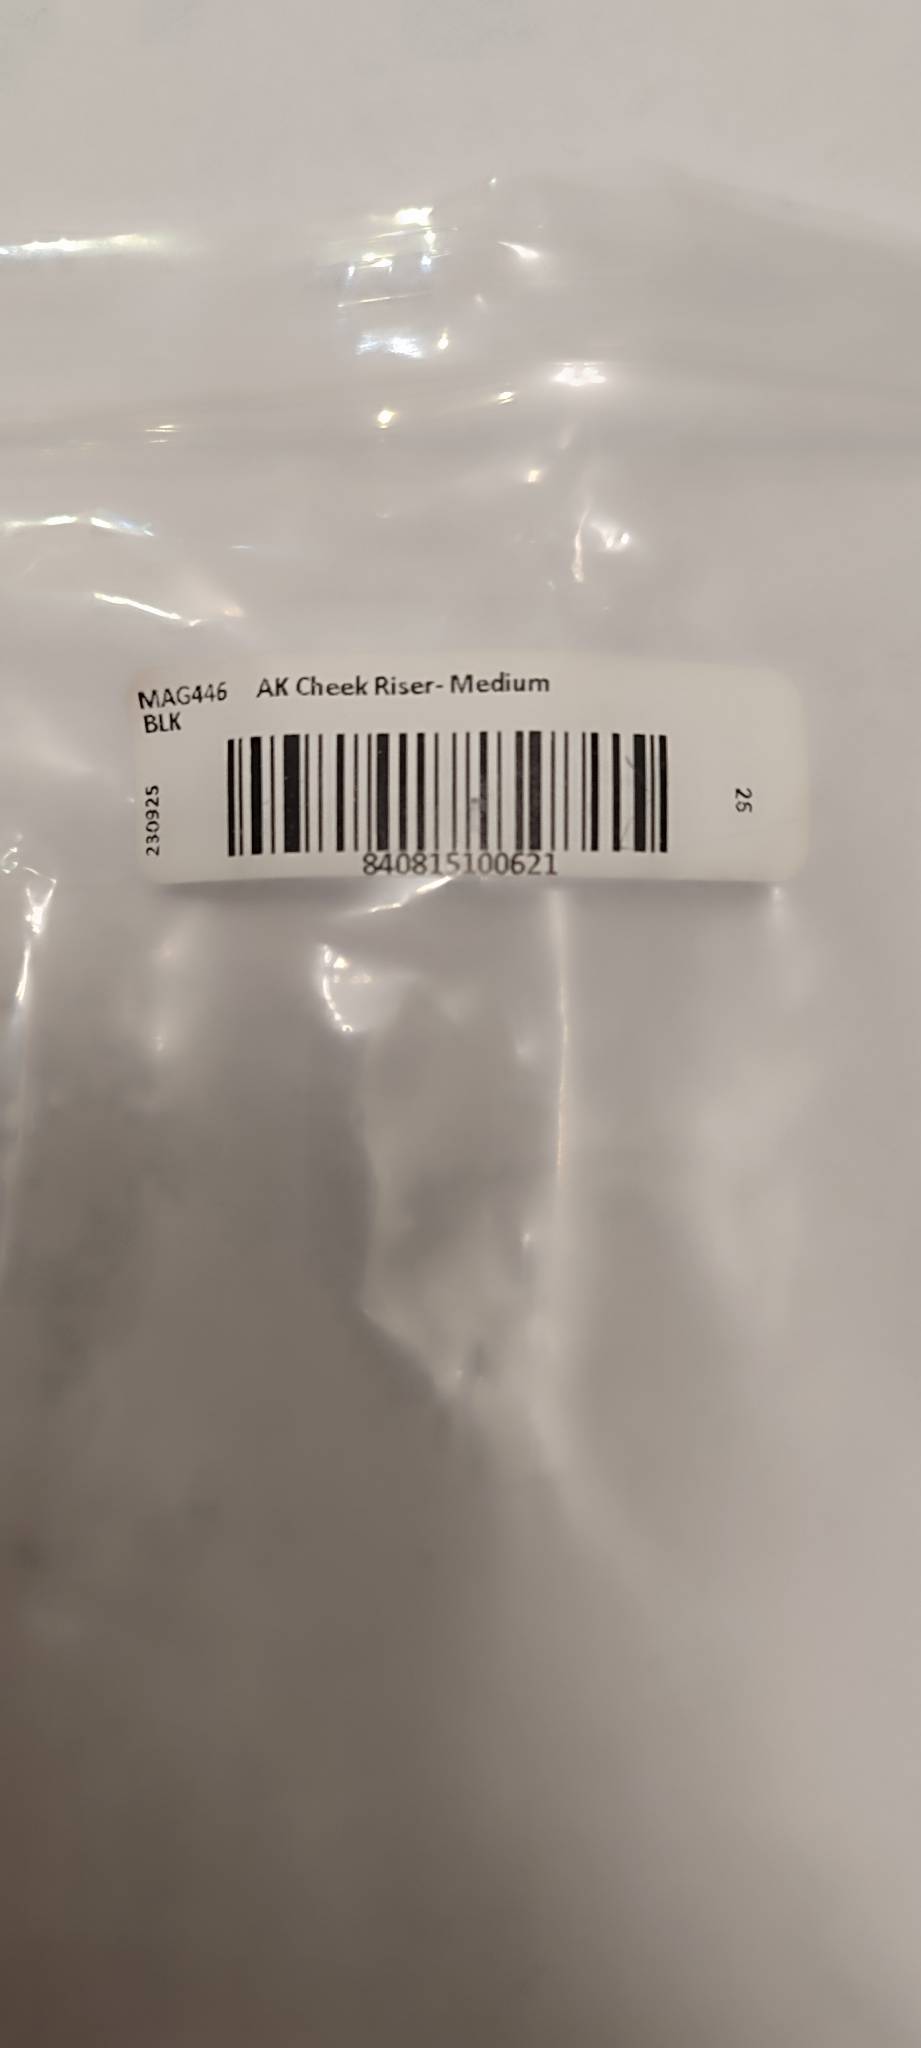 MAG446 AK Cheek Riser- Medium
BLK
230925
25
840815100621